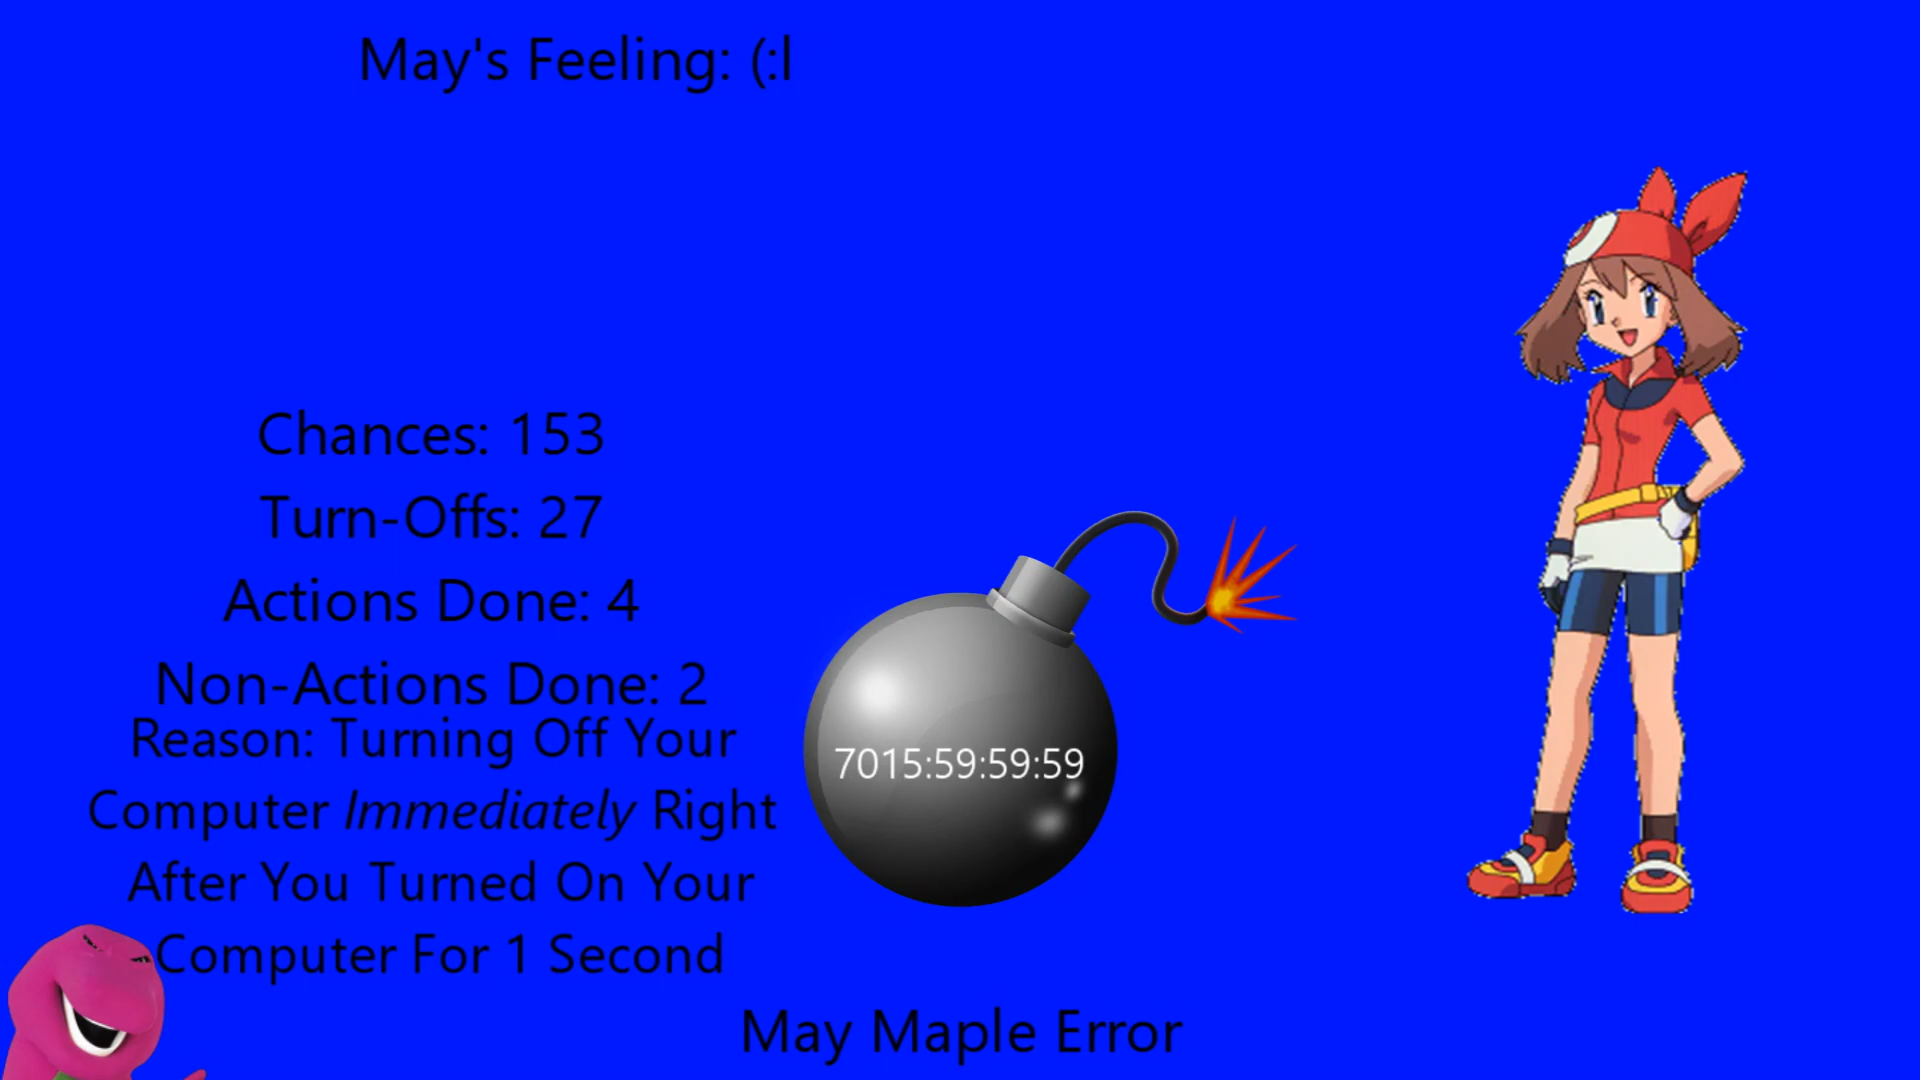 May's Feeling: (:l
Chances: 153
Turn-Offs: 27
Actions Done: 4
Non-Actions Done: 2
Reason: Turning Off Your
Computer Immediately Right
After You Turned On Your
Computer For 1 Second
7015:59:59:59
May Maple Error